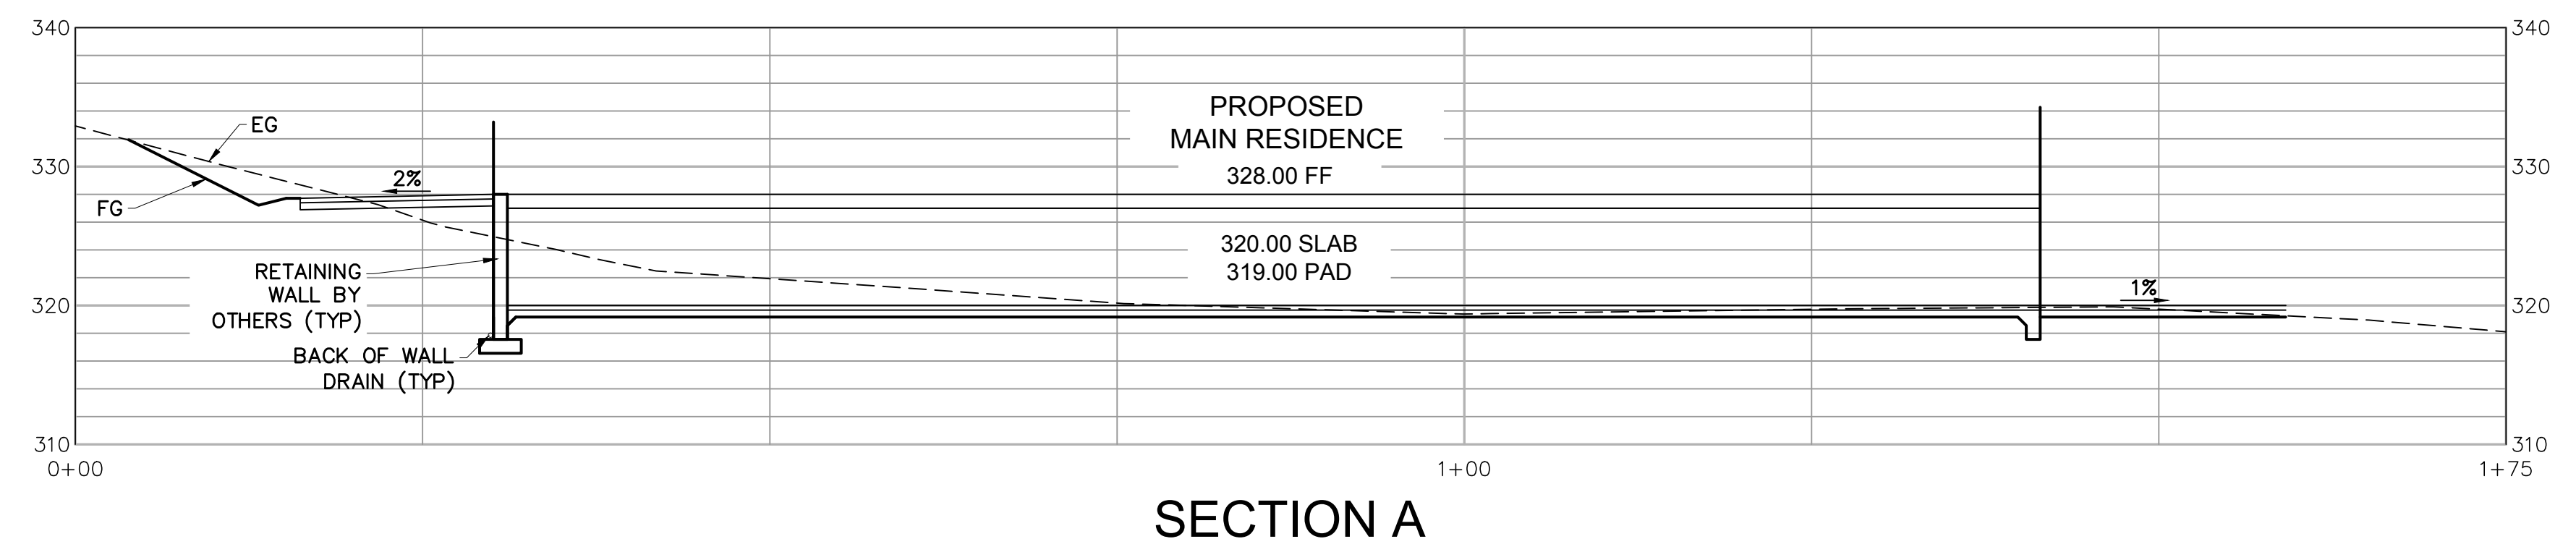 340
340
PROPOSED
MAIN RESIDENCE
328.00 FF
EG
330
330
2%
FG
320.00 SLAB
319.00 PAD
RETAINING
WALL BY
OTHERS (TYP)
1%
320
320
BACK OF WALL
DRAIN (TYP)
310
310
0+00
1+00
1+75
SECTION A